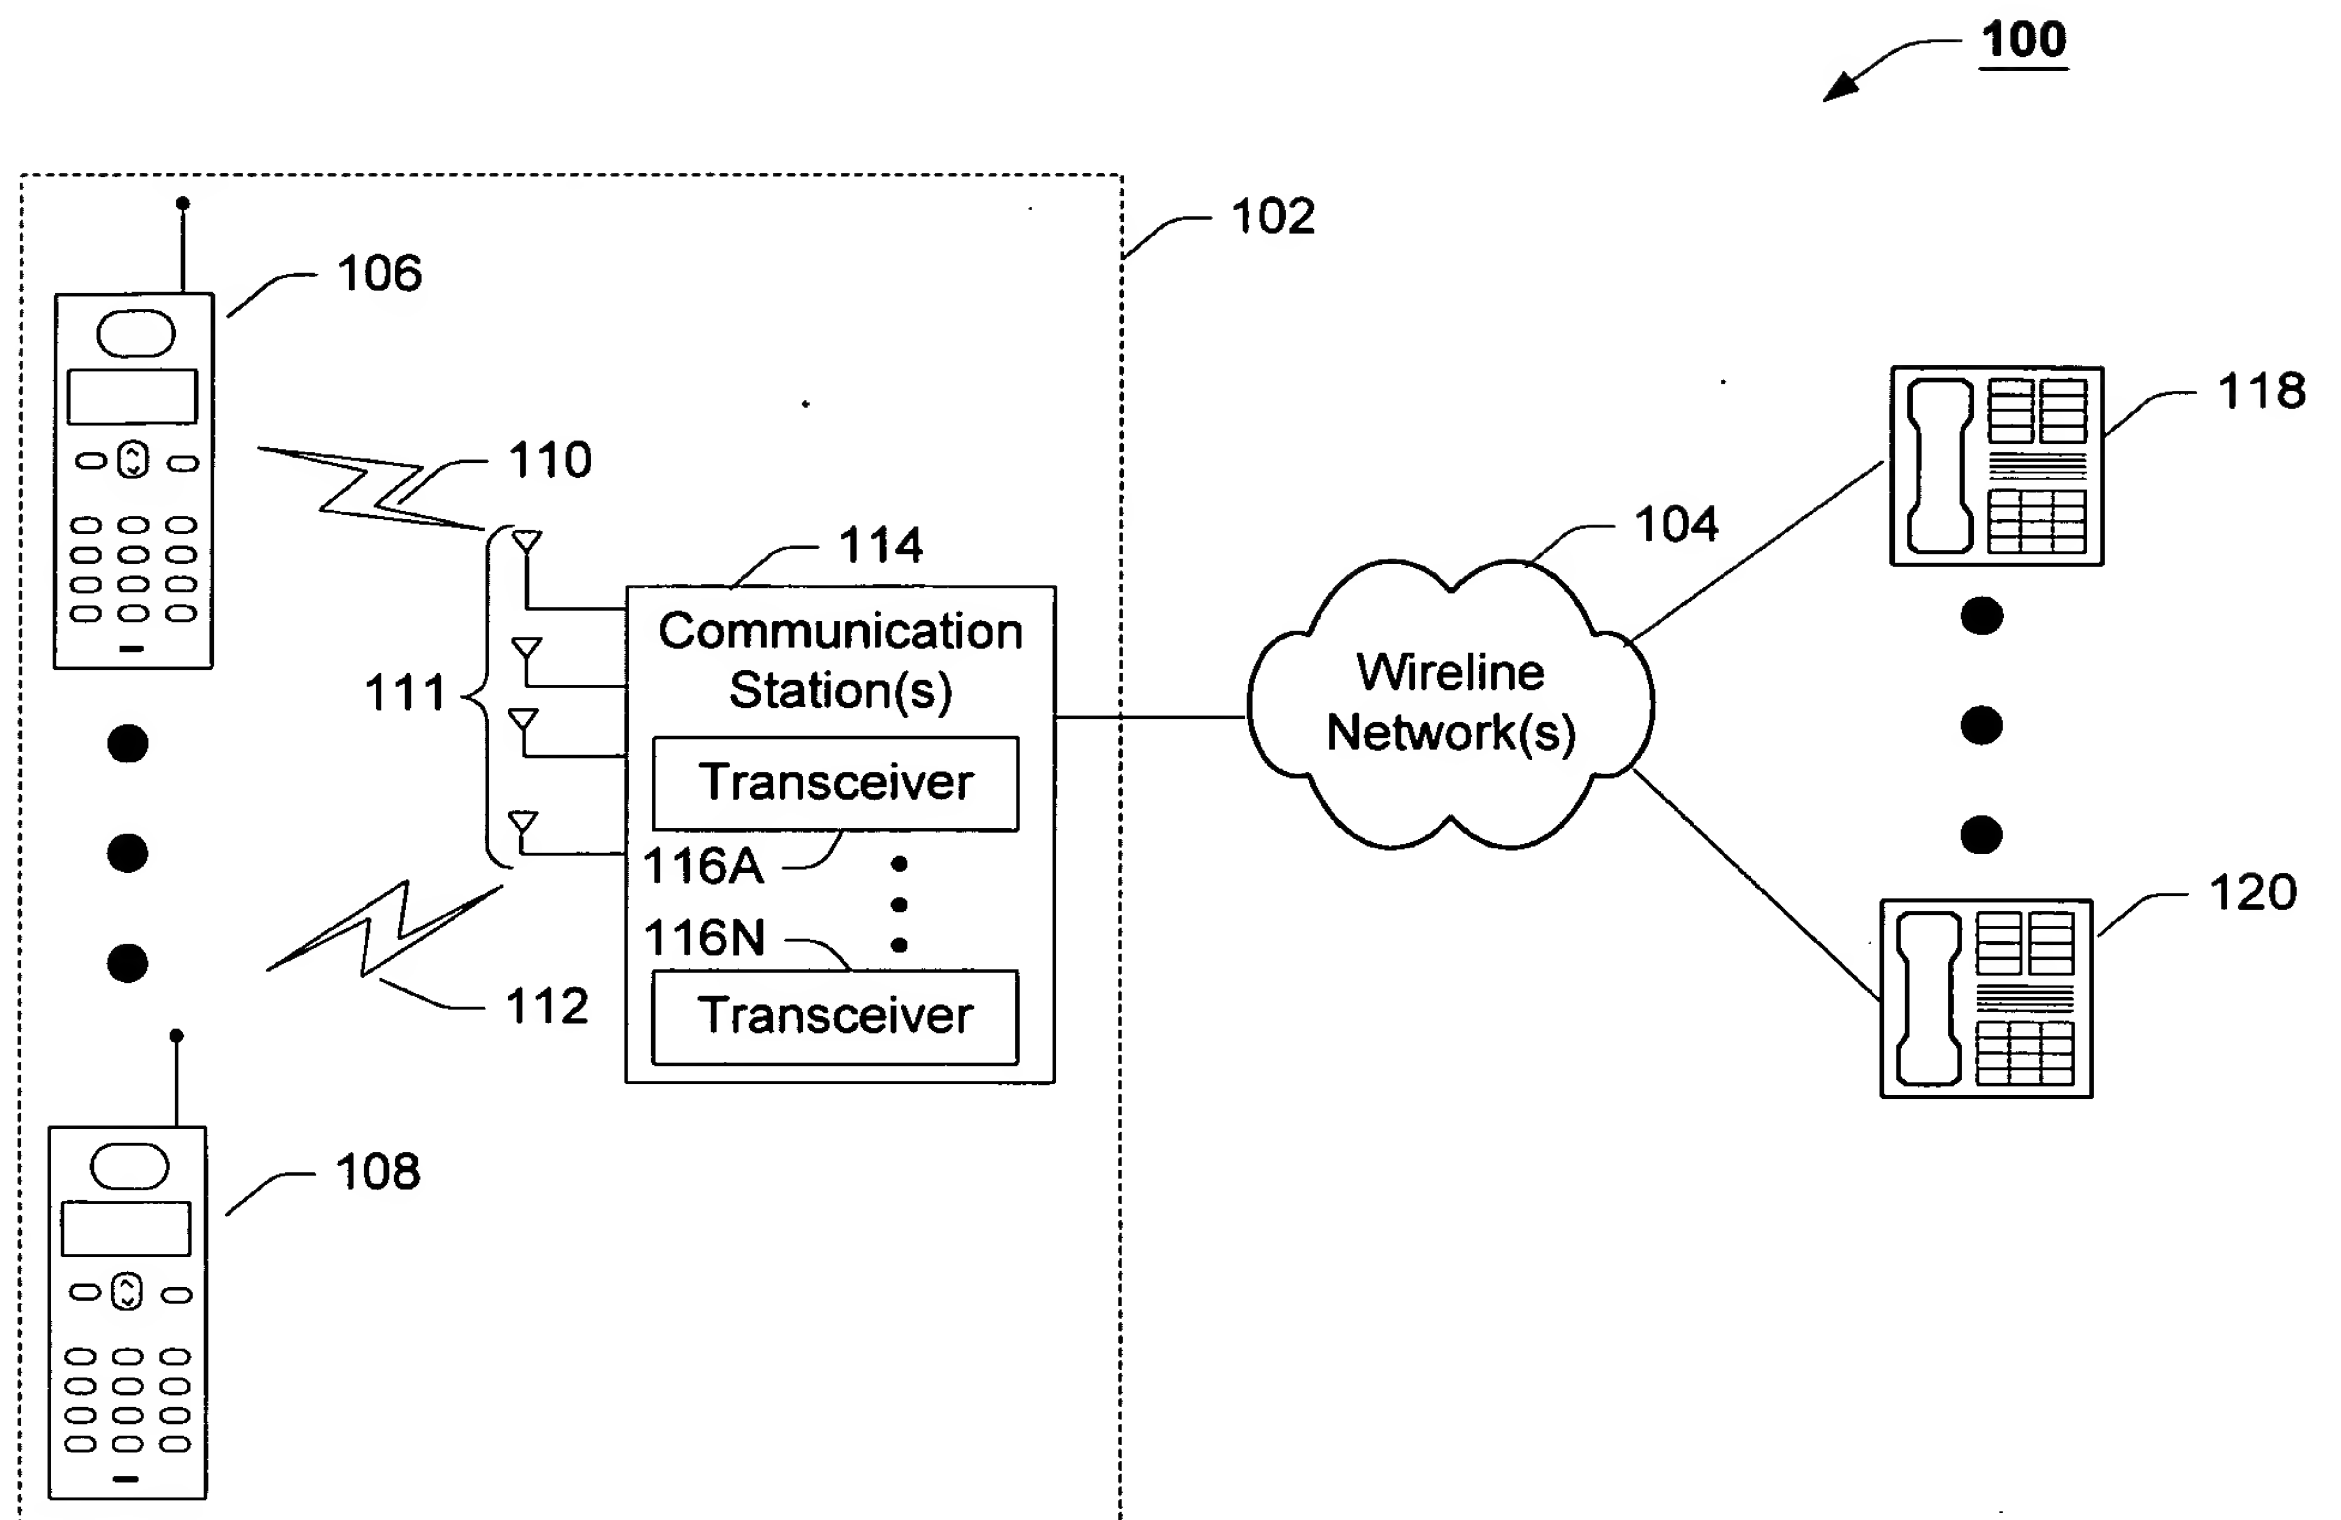 100
102
106
118
110
104
114
Communication
Station(s)
111
Wireline
Network(s)
Transceiver
116A
120
116N
112
Transceiver
108